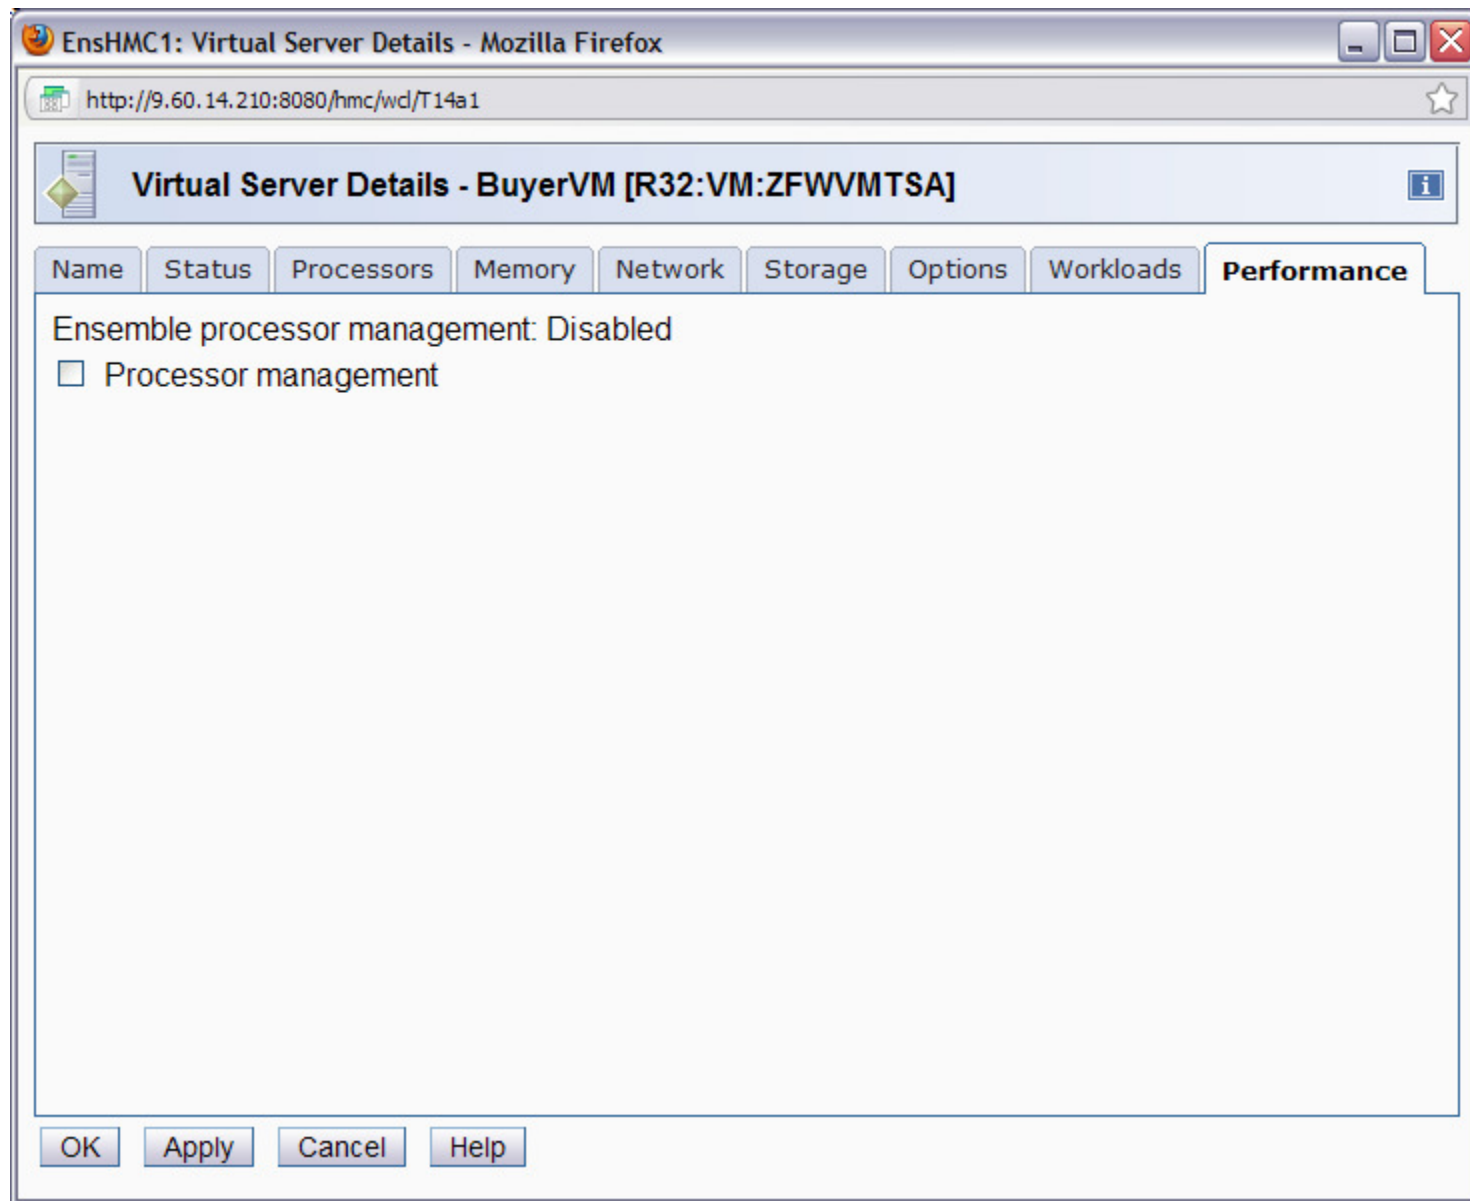 EnsHMC1: Virtual Server Details - Mozilla Firefox
http://9.60.14.210:8080/hmc/wcl/T14a1
Virtual Server Details - BuyerVM [R32:VM:ZFWVMTSA]
i
Name Status Processors Memory Network Storage Options Workloads Performance
Ensemble processor management: Disabled
Processor management
OK Apply Cancel Help